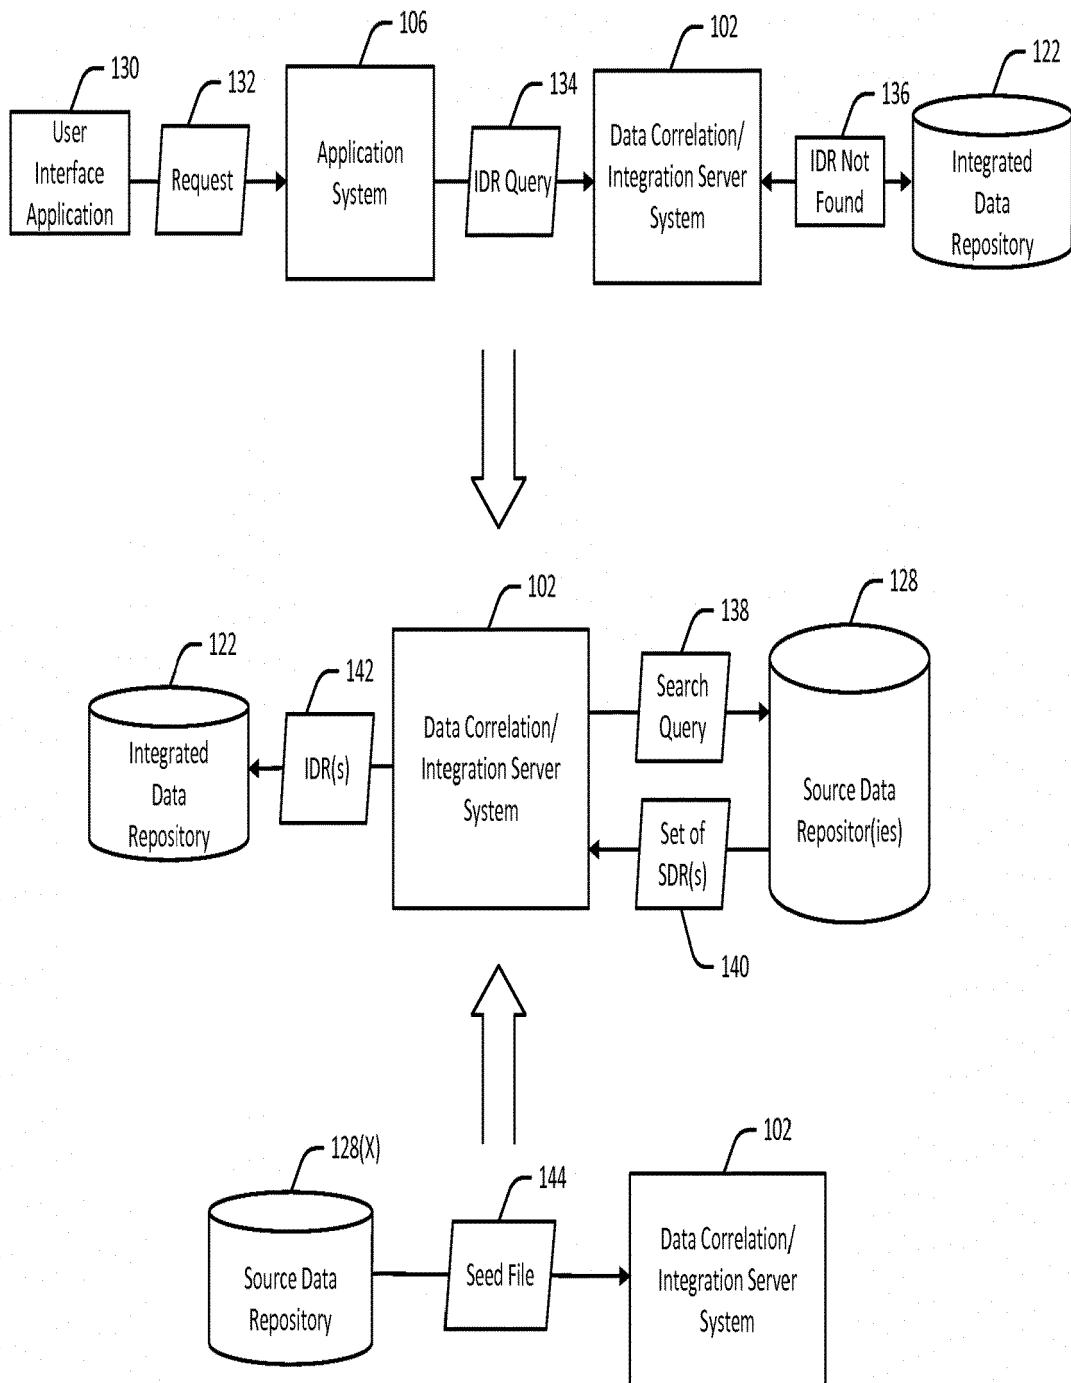 106
102
122
130
132
134
136
User
Interface
Application
Request
Application
System
IDR Query
Data Correlation/
Integration Server
System
IDR Not
Found
Integrated
Data
Repository
102
128
138
122
142
Search
Query
Integrated
Data
Repository
IDR(s)
Data Correlation/
Integration Server
System
Source Data
Repositor(ies)
Set of
SDR(s)
140
128(X)
144
102
Source Data
Repository
Seed File
Data Correlation/
Integration Server
System